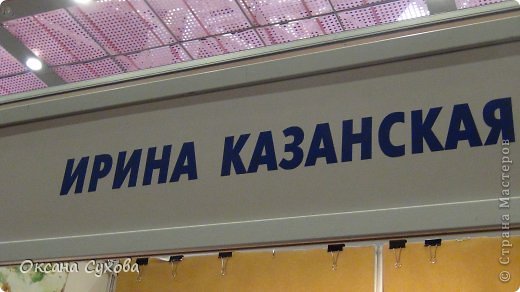 ИРИНА КАЗАНСКАЯ
Оксана Сухова
© Страна Мастеров